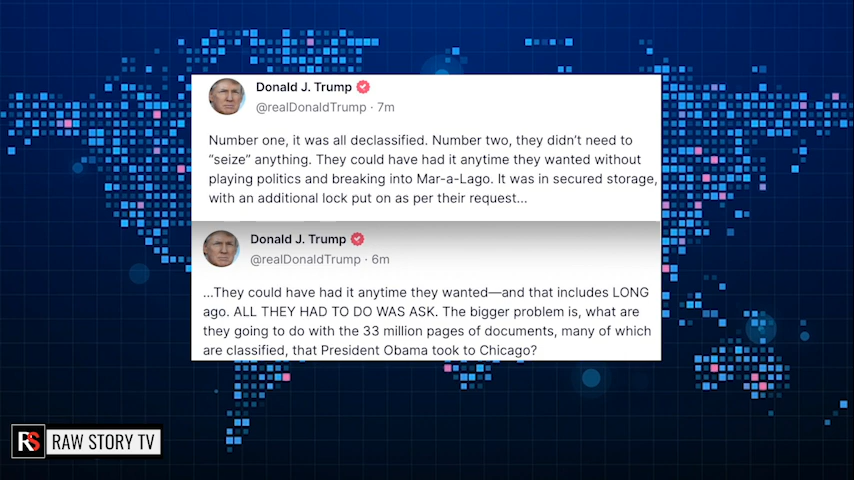 Donald J. Trump
@realDonaldTrump · 7m
Number one, it was all declassified. Number two, they didn't need to
“seize” anything. They could have had it anytime they wanted without
playing politics and breaking into Mar-a-Lago. It was in secured storage,
with an additional lock put on as per their request...
Donald J. Trump
@realDonaldTrump · 6m
...They could have had it anytime they wanted—and that includes LONG
ago. ALL THEY HAD TO DO WAS ASK. The bigger problem is, what are
they going to do with the 33 million pages of documents, many of which
are classified, that President Obama took to Chicago?
RS RAW STORY TV